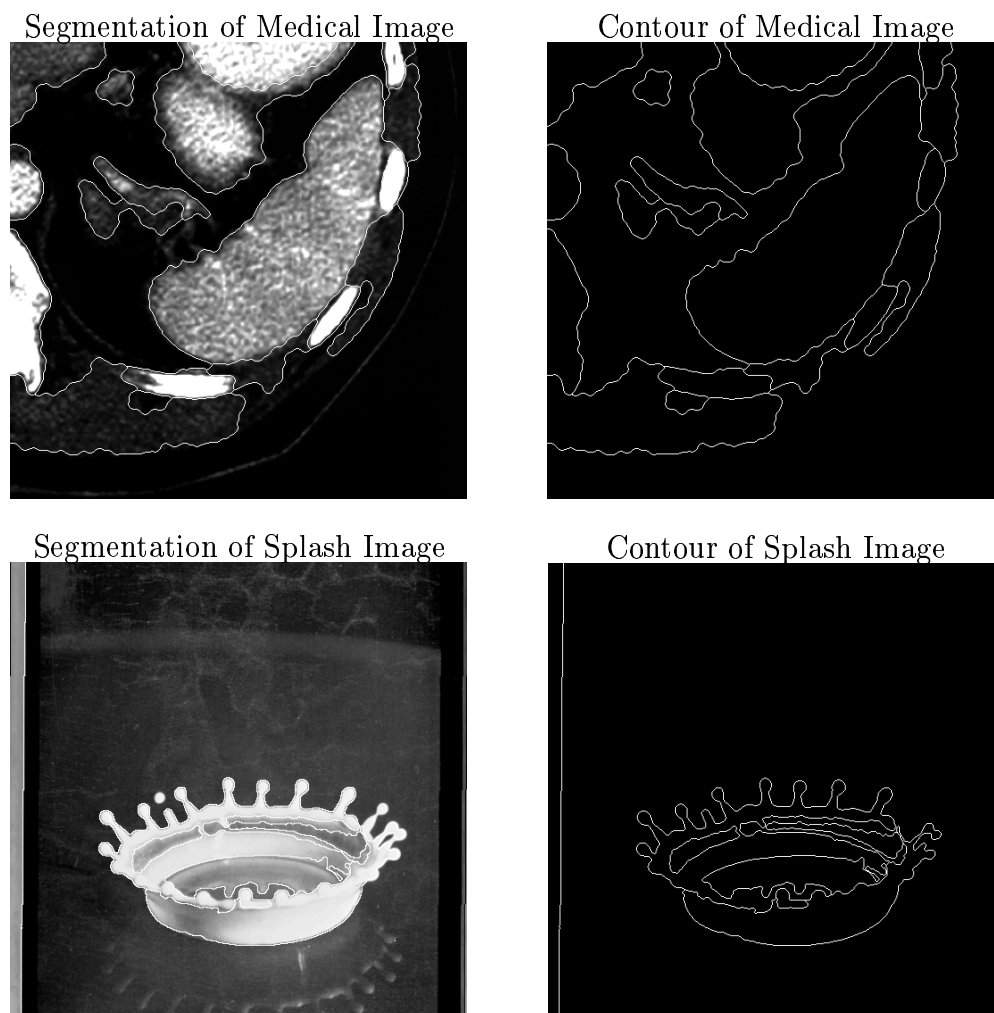 Segmentation of Medical Image
Contour of Medical Image
Segmentation of Splash Image
Contour of Splash Image